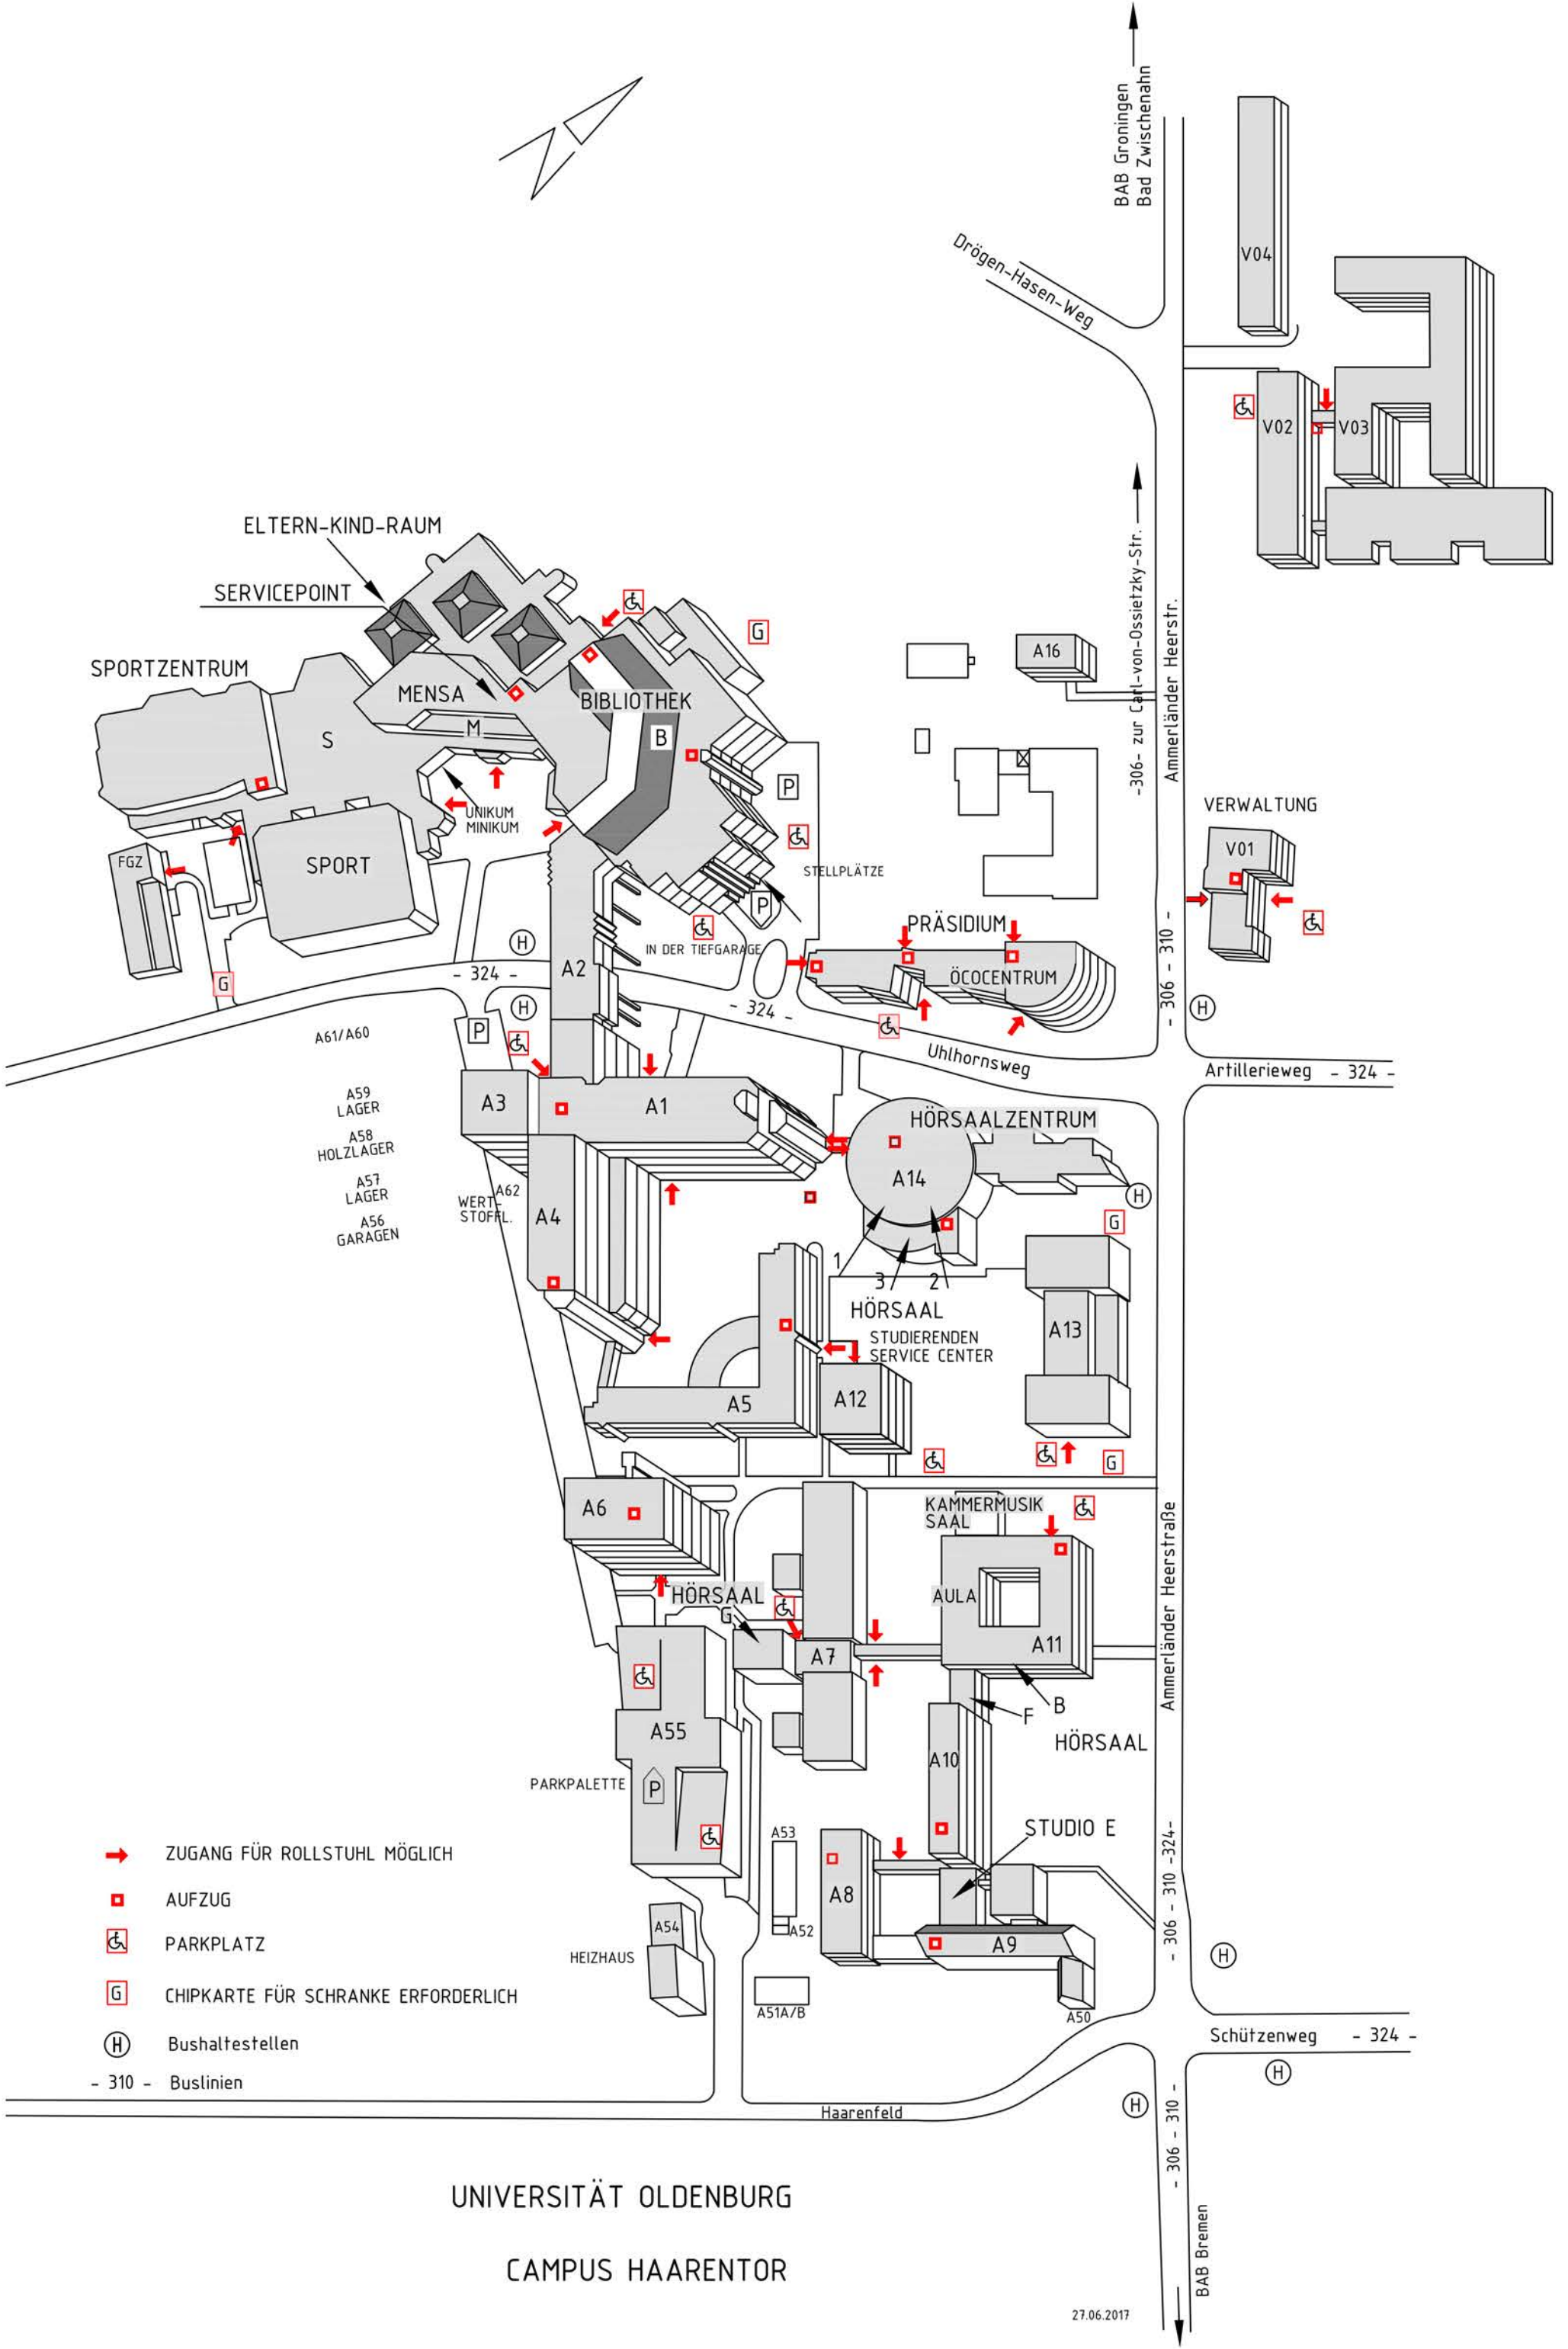 BAB Groningen
Bad Zwischenahn
Drögen-Hasen-Weg
V04
V02
V03
-306- zur Carl-von-Ossietzky-Str.
Ammerländer Heerstr.
ELTERN-KIND-RAUM
SERVICEPOINT
SPORTZENTRUM
MENSA
M
S
BIBLIOTHEK
B
G
A16
P
UNIKUM
MINIKUM
VERWALTUNG
V01
FGZ
SPORT
STELLPLÄTZE
P
IN DER TIEFGARAGE
PRÄSIDIUM
ÖCOCENTRUM
- 306 - 310 -
H
H
- 324 -
A2
G
H
- 324 -
P
A61/A60
Uhlhornsweg
Artillerieweg - 324 -
A59
LAGER
A58
HOLZLAGER
A57
LAGER
A56
GARAGEN
A3
A1
HÖRSAALZENTRUM
A14
H
A62
WERT-
STOFFL.
A4
G
1
3
2
HÖRSAAL
STUDIERENDEN
SERVICE CENTER
A13
A5
A12
G
A6
KAMMERMUSIK
SAAL
HÖRSAAL
G
AULA
A11
A7
B
F
HÖRSAAL
Ammerländer Heerstraße
A55
PARKPALETTE
P
A10
STUDIO E
A53
A8
A52
A9
A54
HEIZHAUS
A51A/B
A50
- 306 - 310 -324-
H
ZUGANG FÜR ROLLSTUHL MÖGLICH
AUFZUG
PARKPLATZ
G CHIPKARTE FÜR SCHRANKE ERFORDERLICH
H Bushaltestellen
- 310 - Buslinien
Schützenweg - 324 -
H
H
Haarenfeld
- 306 - 310 -
BAB Bremen
UNIVERSITÄT OLDENBURG
CAMPUS HAARENTOR
27.06.2017